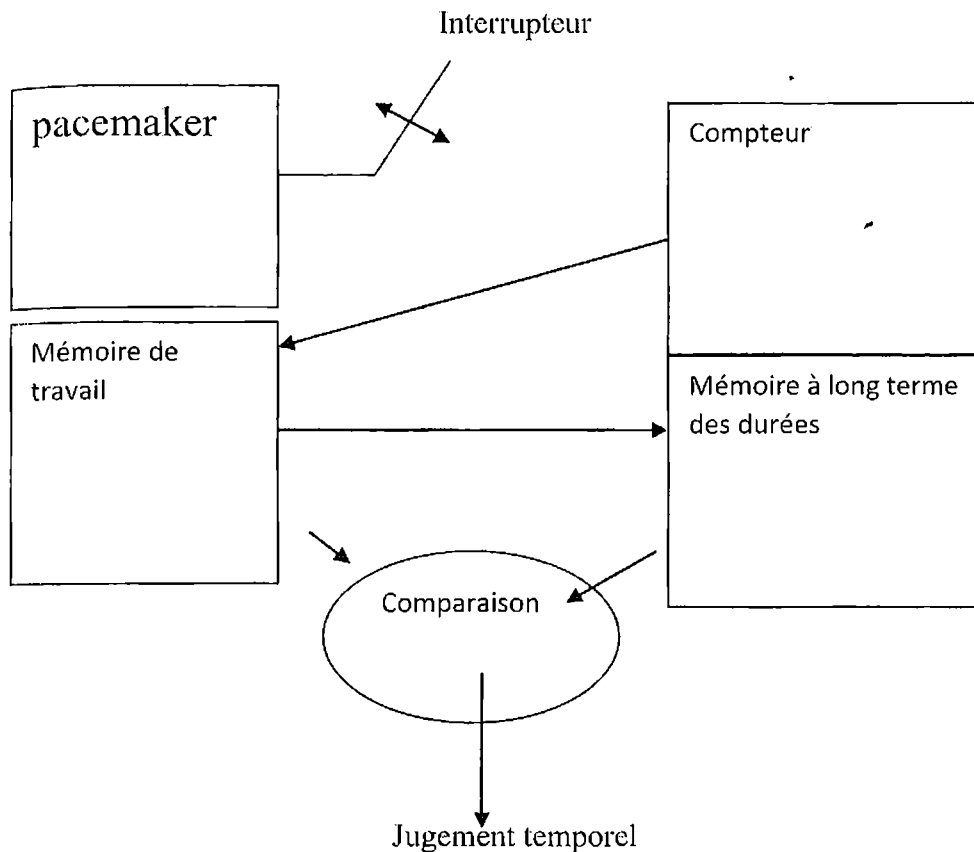 Interrupteur
pacemaker
Compteur
Mémoire de
travail
Mémoire à long terme
des durées
Comparaison
Jugement temporel